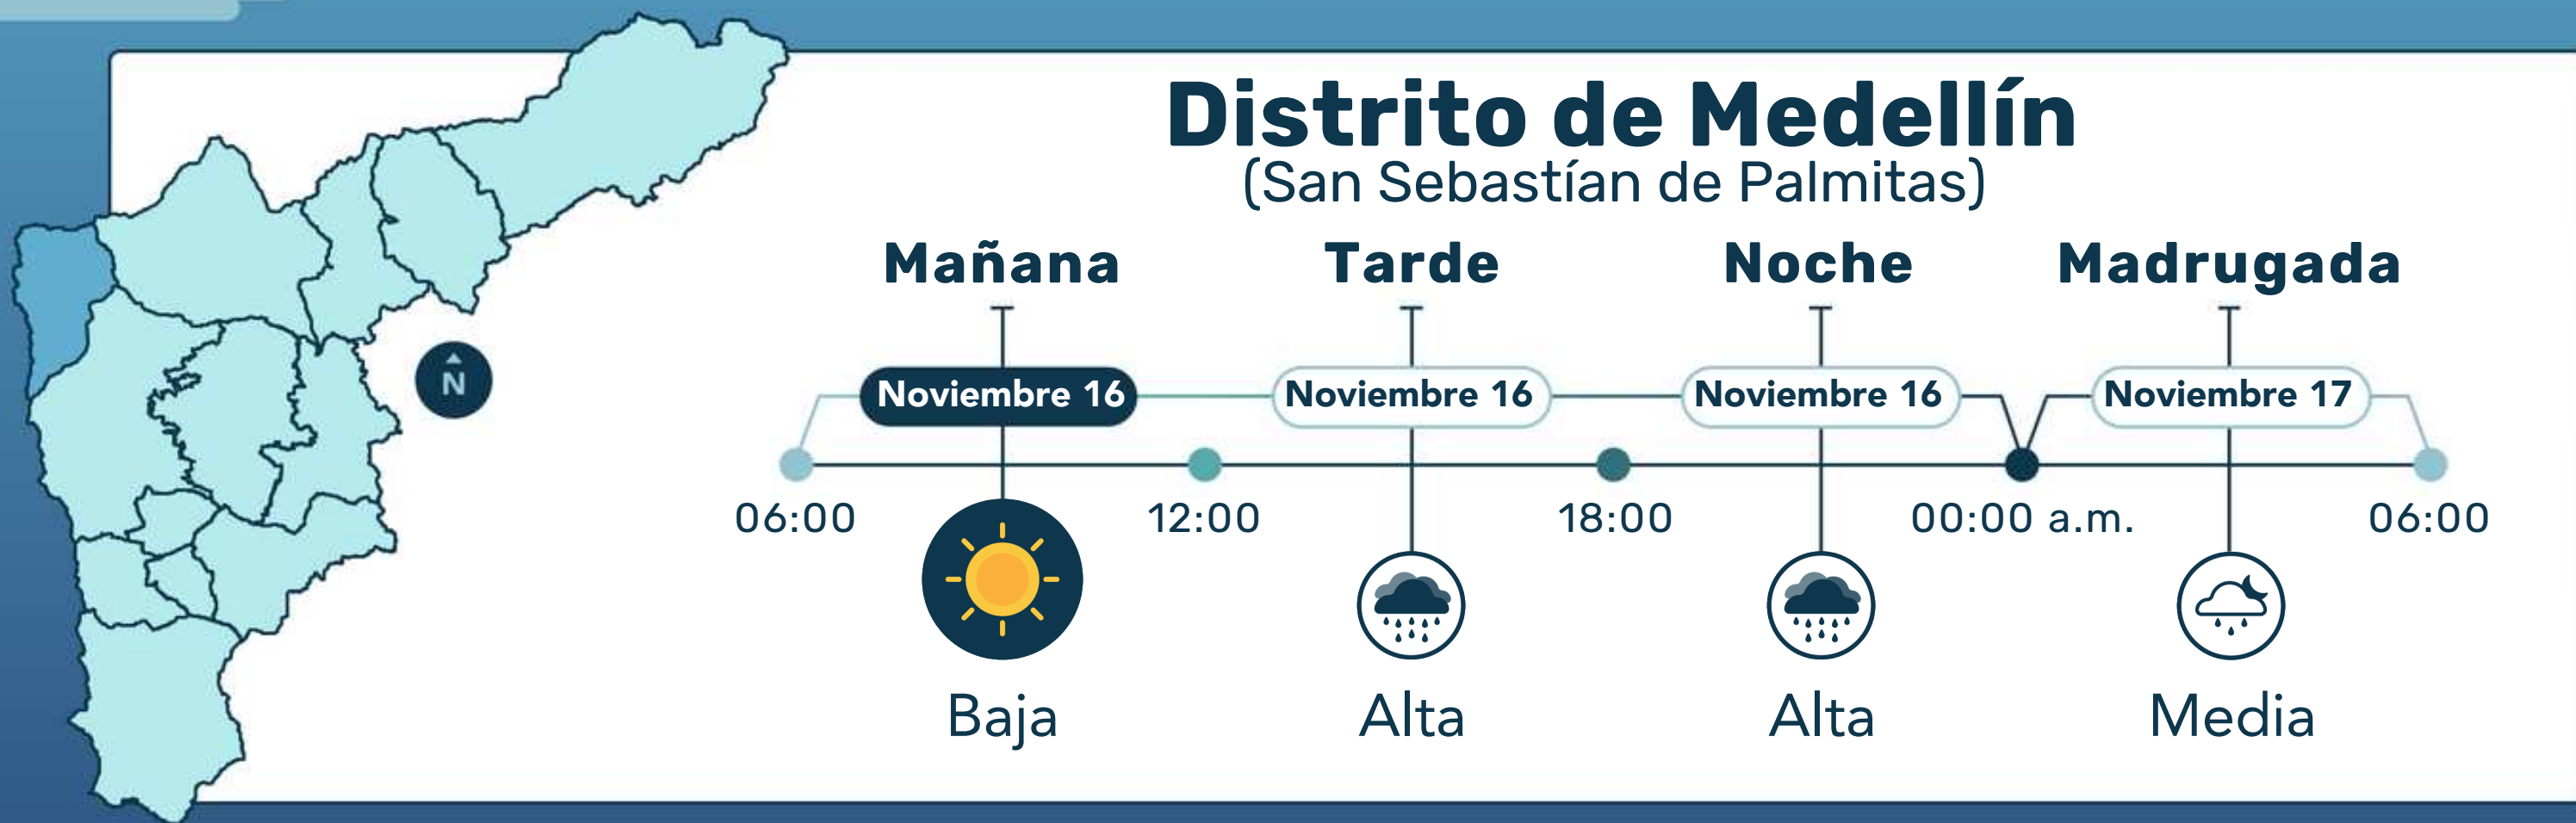 Distrito de Medellín
(San Sebastían de Palmitas)
Mañana Tarde Noche Madrugada
N
Noviembre 16 Noviembre 16 Noviembre 16 Noviembre 17
06:00 12:00 18:00 00:00 a.m. 06:00
Baja Alta Alta Media